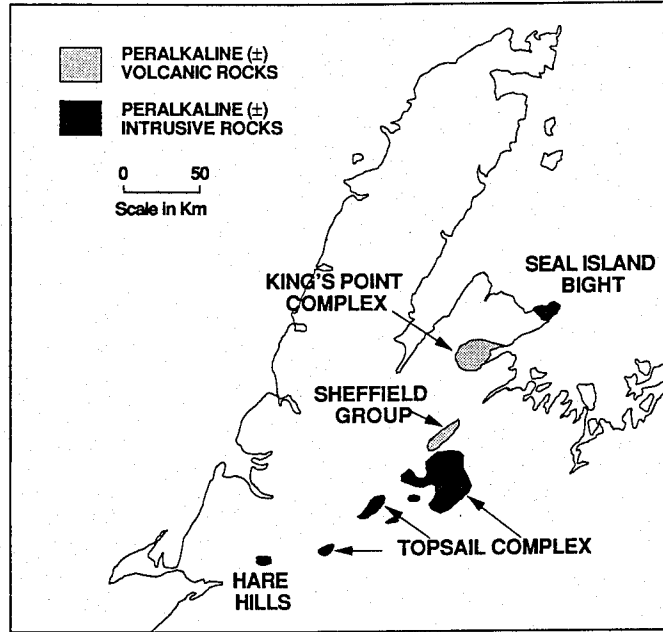 PERALKALINE (±)
VOLCANIC ROCKS
PERALKALINE (±)
INTRUSIVE ROCKS
0 50
Scale in Km
SEAL ISLAND
BIGHT
KING'S POINT
COMPLEX
SHEFFIELD
GROUP
TOPSAIL COMPLEX
HARE
HILLS